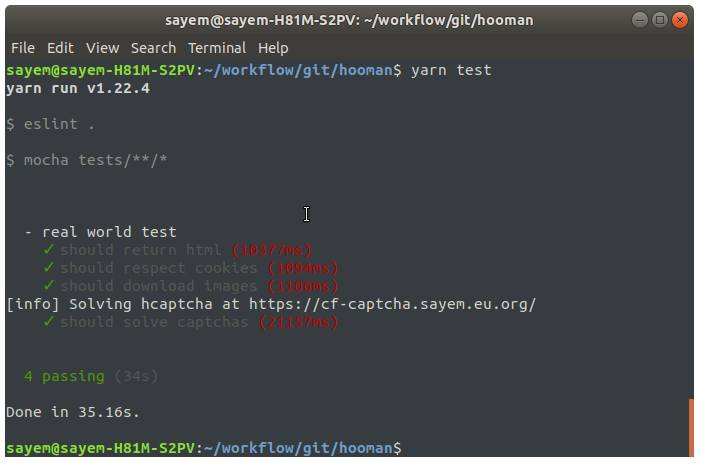 sayem@sayem-H81M-S2PV: ~/workflow/git/hooman
File Edit View Search Terminal Help
sayem@sayem-H81M-S2PV:~/workflow/git/hooman$ yarn test
yarn run v1.22.4
$ eslint .
$ mocha tests/**/*
- real world test
✓ should return html (10377ms)
✓ should respect cookies (1094ms)
✓ should download images (1106ms)
[info] Solving hcaptcha at https://cf-captcha.sayem.eu.org/
✓ should solve captchas (21157ms)
4 passing (34s)
Done in 35.16s.
sayem@sayem-H81M-S2PV:~/workflow/git/hooman$